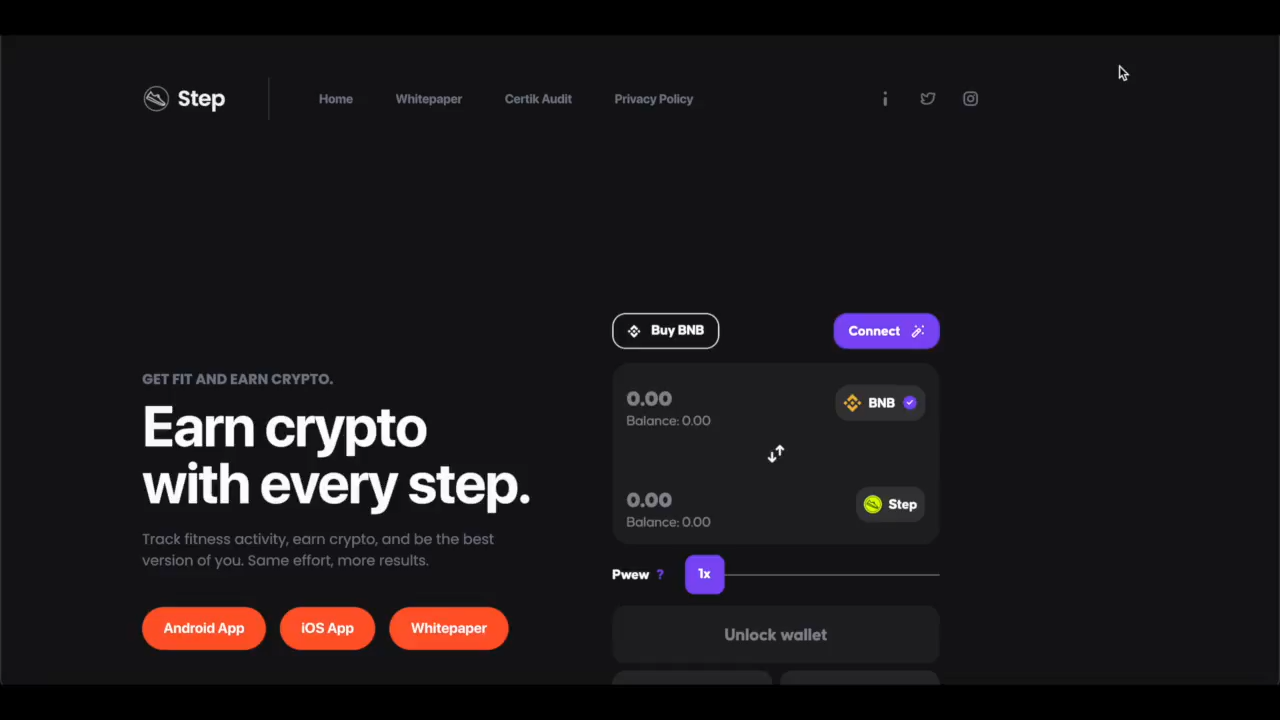 Step
Home
Whitepaper
Certik Audit
Privacy Policy
GET FIT AND EARN CRYPTO.
Earn crypto
with every step.
Track fitness activity, earn crypto, and be the best
version of you. Same effort, more results.
Android App
iOS App
Whitepaper
Buy BNB
Connect
0.00
Balance: 0.00
BNB
0.00
Balance: 0.00
Step
Pwew ?
1x
Unlock wallet